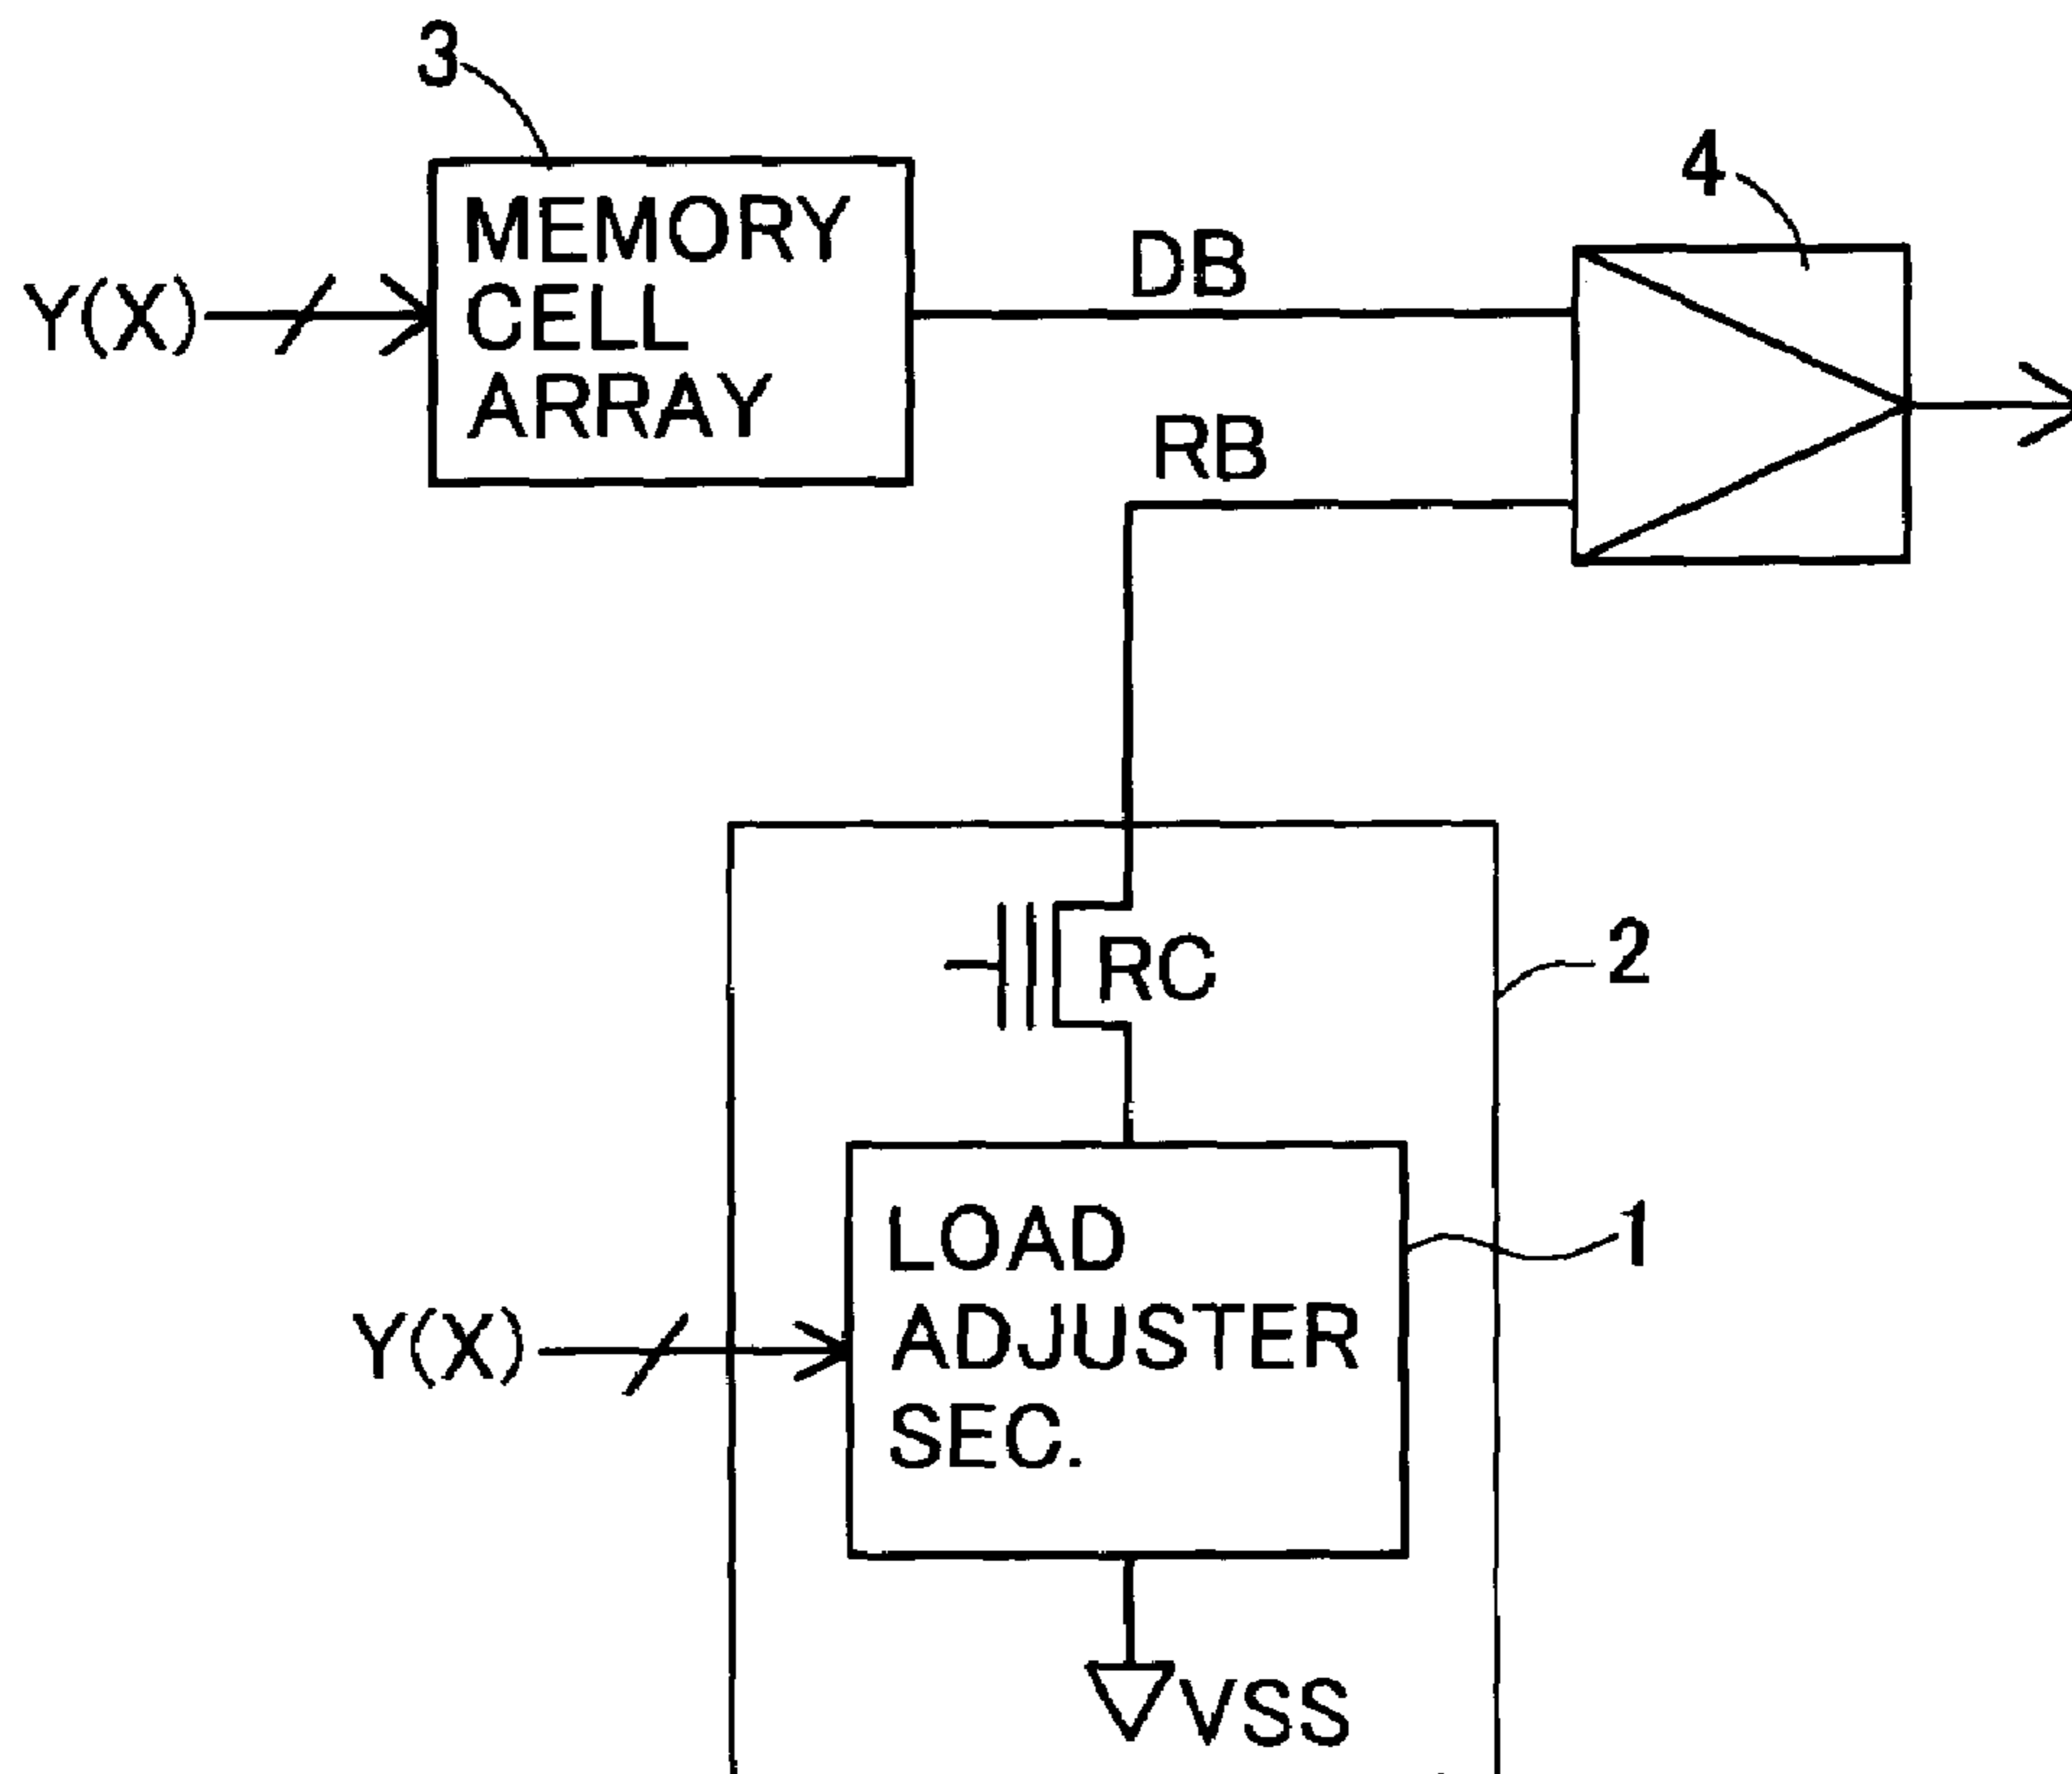 3
4
MEMORY
CELL
ARRAY
Y(X)
DB
RB
RC
2
LOAD
ADJUSTER
SEC.
1
Y(X)
VSS